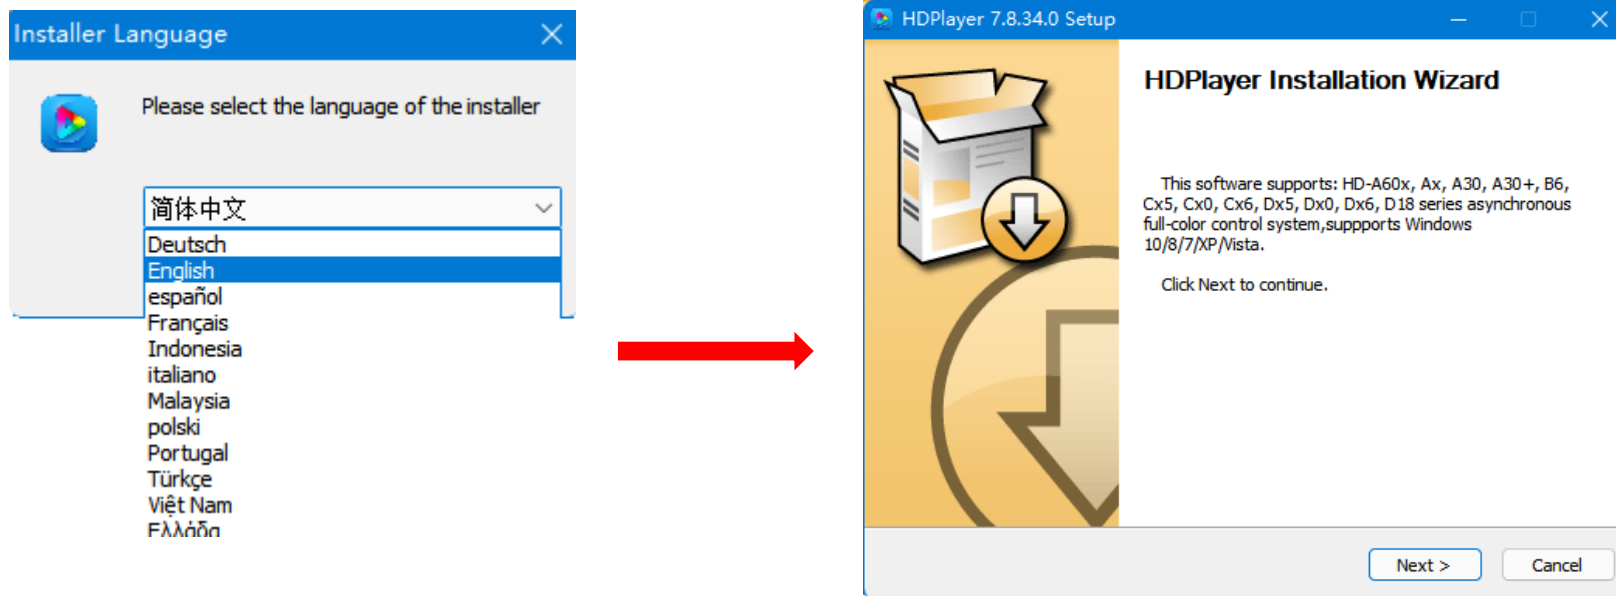 Installer Language
Please select the language of the installer
简体中文
Deutsch
English
español
Français
Indonesia
italiano
Malaysia
polski
Portugal
Türkçe
Việt Nam
Ελλάδα
HDPlayer 7.8.34.0 Setup
HDPlayer Installation Wizard
This software supports: HD-A60x, Ax, A30, A30+, B6,
Cx5, Cx0, Cx6, Dx5, Dx0, Dx6, D18 series asynchronous
full-color control system,suppports Windows
10/8/7/XP/Vista.
Click Next to continue.
Next >
Cancel